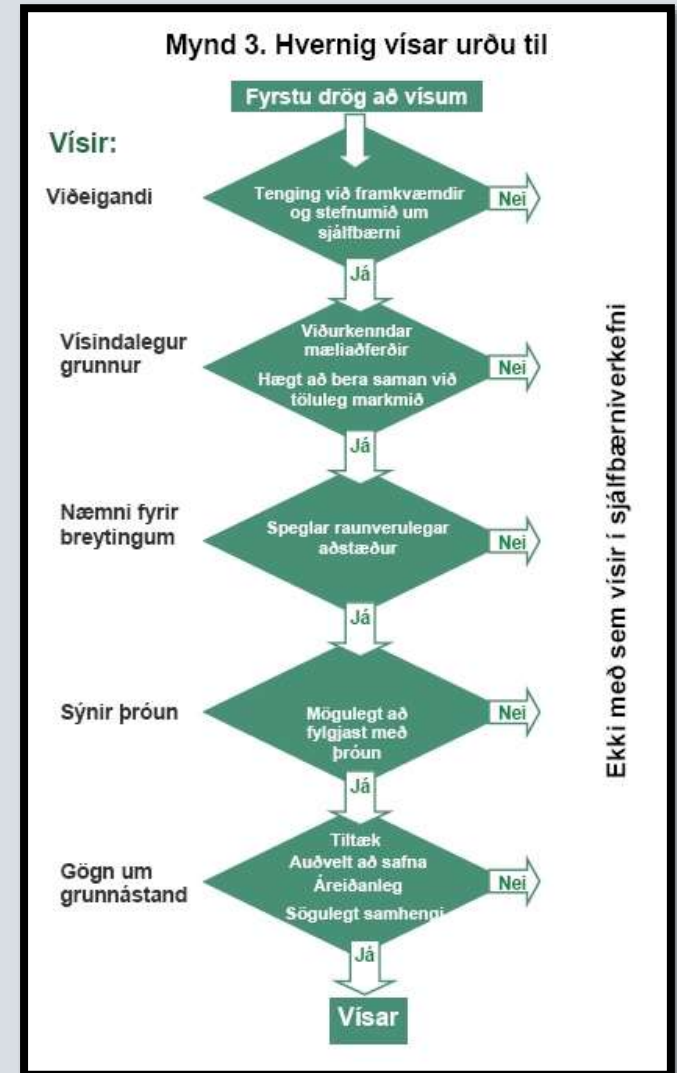 Mynd 3. Hvernig vísar urðu til
Fyrstu drög að vísum
Vísir:
Viðeigandi
Tenging við framkvæmdir
og stefnumið um
sjálfbærni
Nei
Já
Vísindalegur
grunnur
Viðurkenndar
mæliaðferðir
Hægt að bera saman við
töluleg markmið
Nei
Já
Næmni fyrir
breytingum
Speglar raunverulegar
aðstæður
Nei
Já
Sýnir þróun
Mögulegt að
fylgjast með
þróun
Nei
Já
Gögn um
grunnástand
Tiltæk
Auðvelt að safna
Áreiðanleg
Sögulegt samhengi
Nei
Já
Vísar
Ekki með sem vísir í sjálfbærniverkefni